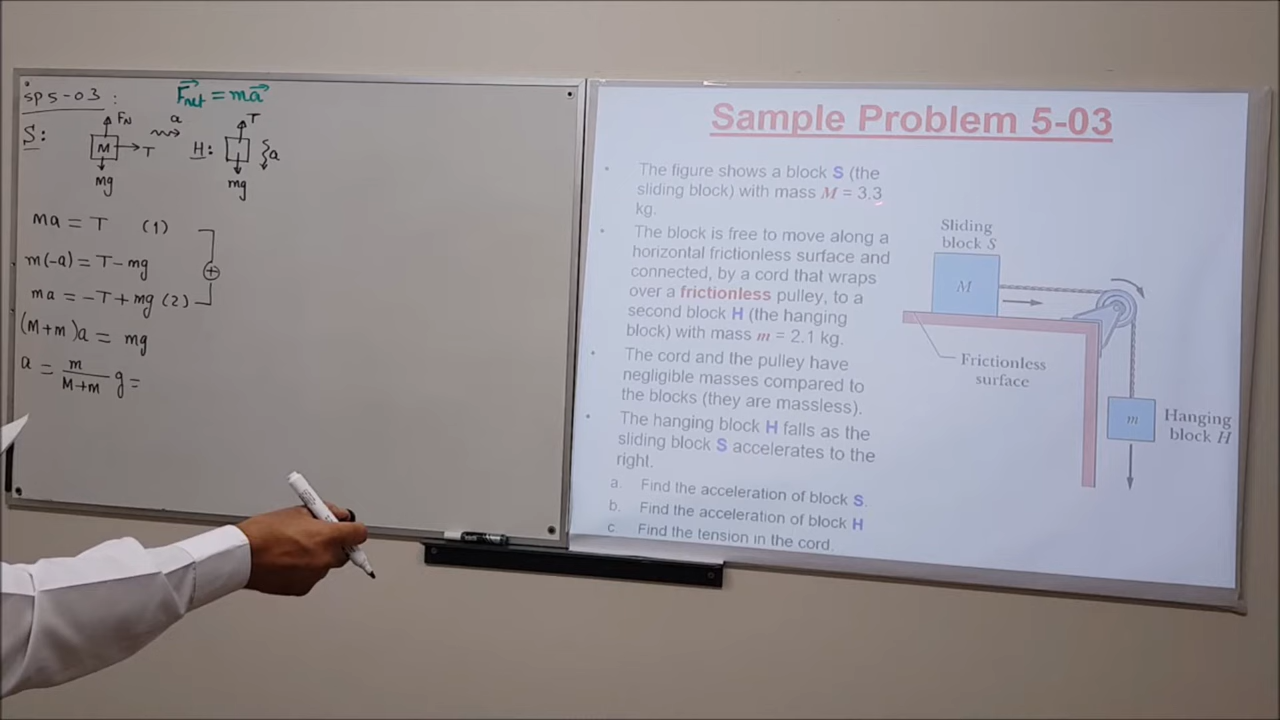 SP 5-03 :
F⃗net = ma⃗
S:
FN
a
M
T
mg
H:
T
a
mg
Ma = T (1)
m(-a) = T - mg
ma = -T + mg (2)
+
(M+m)a = mg
a = m/(M+m) g =
Sample Problem 5-03
• The figure shows a block S (the
sliding block) with mass M = 3.3
kg.
• The block is free to move along a
horizontal frictionless surface and
connected, by a cord that wraps
over a frictionless pulley, to a
second block H (the hanging
block) with mass m = 2.1 kg.
• The cord and the pulley have
negligible masses compared to
the blocks (they are massless).
• The hanging block H falls as the
sliding block S accelerates to the
right.
a. Find the acceleration of block S.
b. Find the acceleration of block H
c. Find the tension in the cord.
Sliding
block S
M
Frictionless
surface
m
Hanging
block H